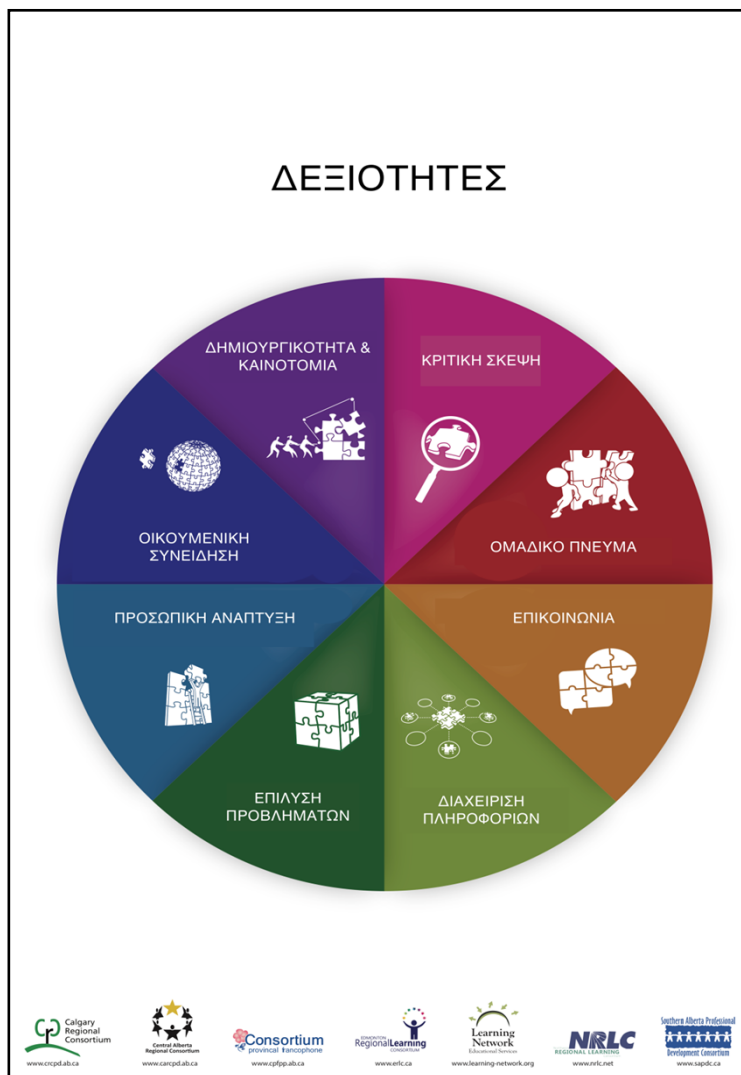 ΔΕΞΙΟΤΗΤΕΣ
ΔΗΜΙΟΥΡΓΙΚΟΤΗΤΑ &
ΚΑΙΝΟΤΟΜΙΑ
ΚΡΙΤΙΚΗ ΣΚΕΨΗ
ΟΙΚΟΥΜΕΝΙΚΗ
ΣΥΝΕΙΔΗΣΗ
ΟΜΑΔΙΚΟ ΠΝΕΥΜΑ
ΠΡΟΣΩΠΙΚΗ ΑΝΑΠΤΥΞΗ
ΕΠΙΚΟΙΝΩΝΙΑ
ΕΠΙΛΥΣΗ
ΠΡΟΒΛΗΜΑΤΩΝ
ΔΙΑΧΕΙΡΙΣΗ
ΠΛΗΡΟΦΟΡΙΩΝ
Calgary
Regional
Consortium
www.crcpd.ab.ca
Central Alberta
Regional Consortium
www.carcpd.ab.ca
Consortium
provincial francophone
www.cpfpp.ab.ca
EDMONTON
RegionalLearning
CONSORTIUM
www.erlc.ca
Learning
Network
Educational Services
www.learning-network.org
NRLC
REGIONAL LEARNING
www.nrlc.net
Southern Alberta Professional
Development Consortium
www.sapdc.ca